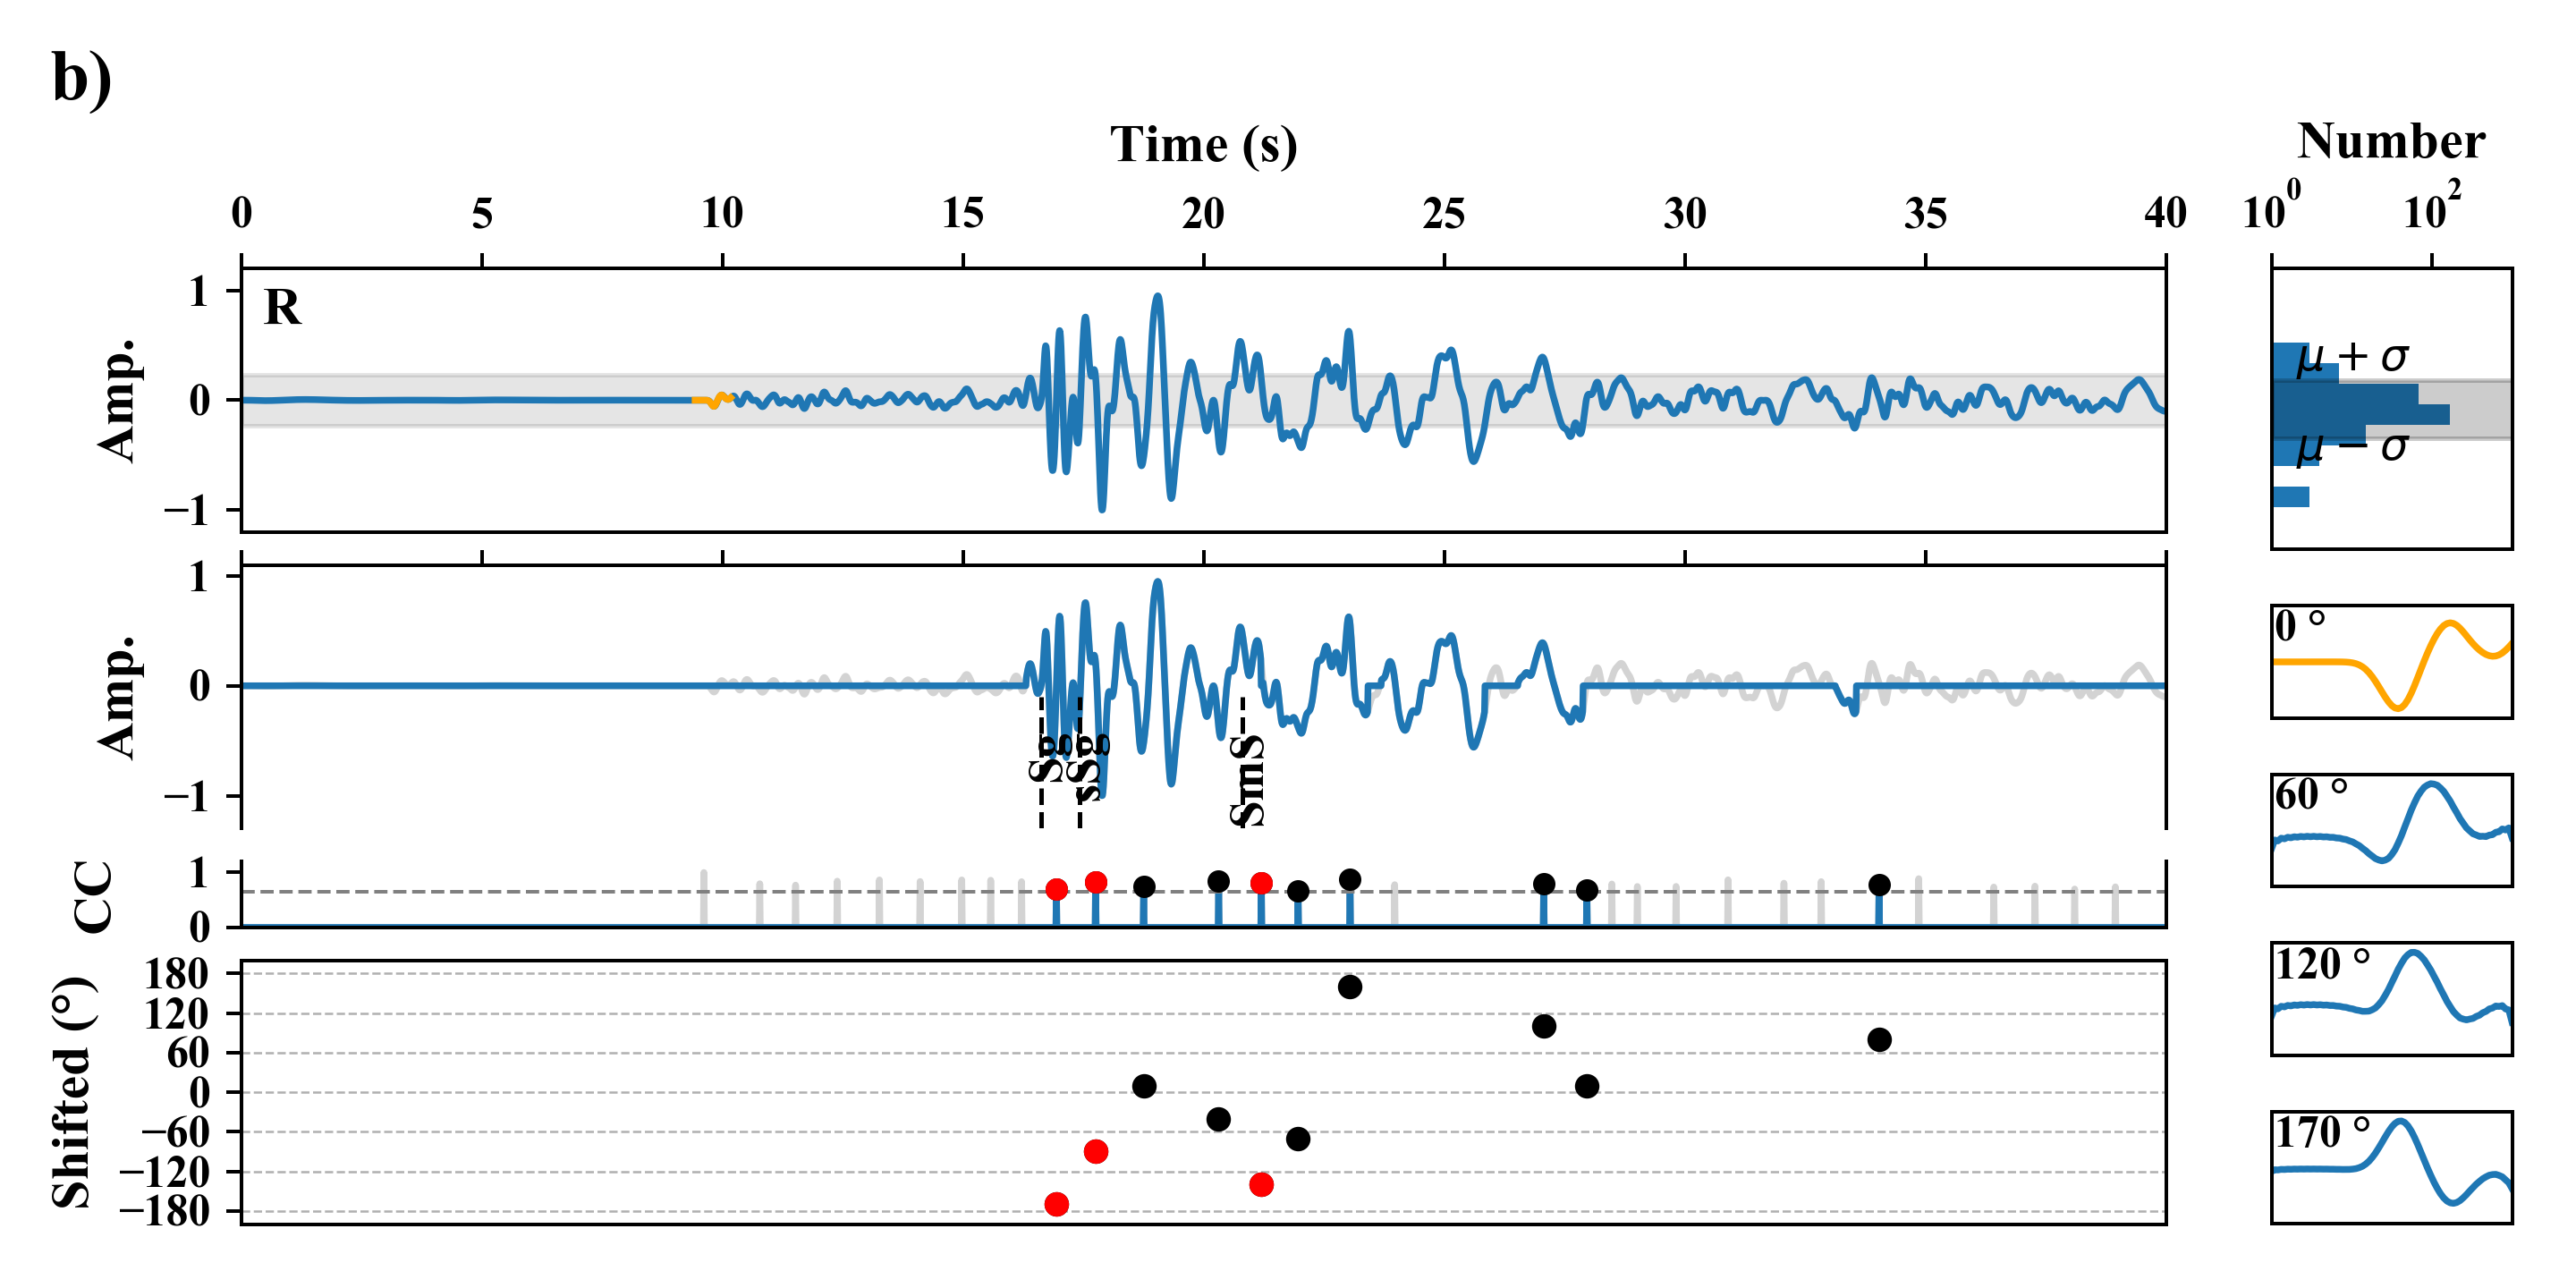 b)
Time (s)
Number
0 5 10 15 20 25 30 35 40
10^0 10^2
R
Amp.
1
0
−1
μ + σ
μ − σ
Amp.
1
0
−1
Sg
sSg
SmS
CC
1
0
Shifted (°)
180
120
60
0
−60
−120
−180
0 °
60 °
120 °
170 °